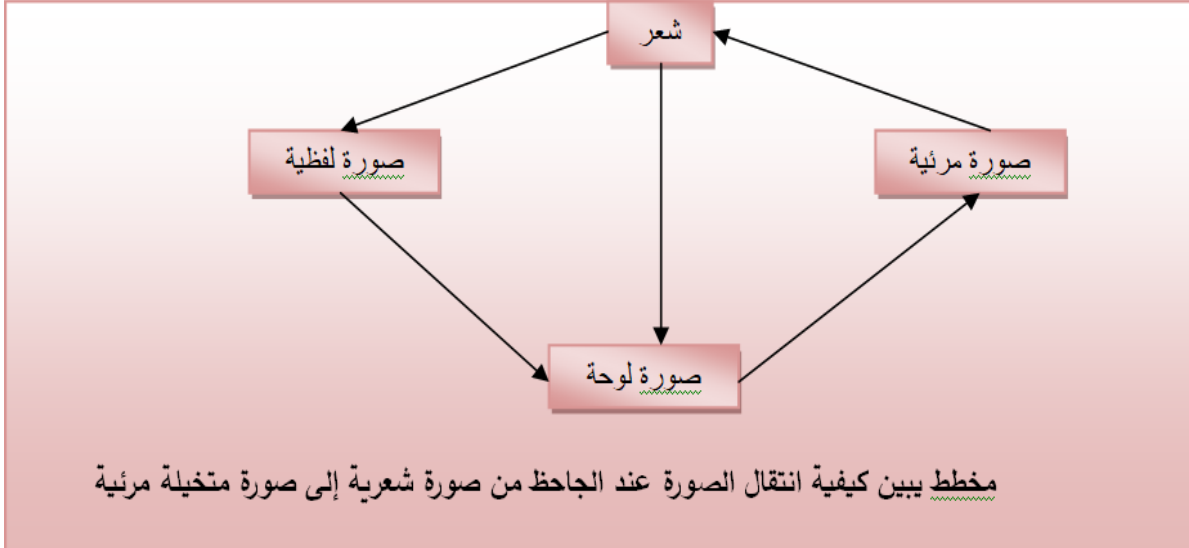 شعر
صورة مرئية
صورة لفظية
صورة لوحة
مخطط يبين كيفية انتقال الصورة عند الجاحظ من صورة شعرية إلى صورة متخيلة مرئية